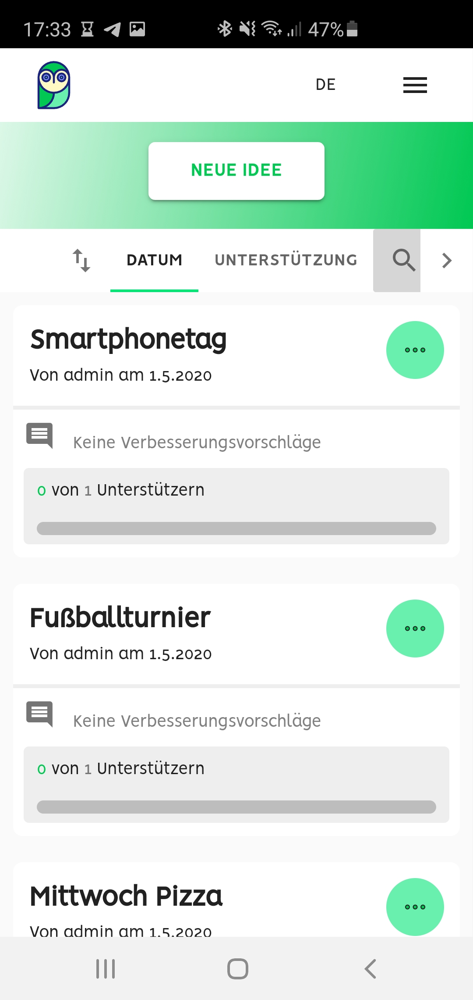 17:33 47%
DE
NEUE IDEE
DATUM UNTERSTÜTZUNG
Smartphonetag
Von admin am 1.5.2020
Keine Verbesserungsvorschläge
0 von 1 Unterstützern
Fußballturnier
Von admin am 1.5.2020
Keine Verbesserungsvorschläge
0 von 1 Unterstützern
Mittwoch Pizza
Von admin am 1.5.2020